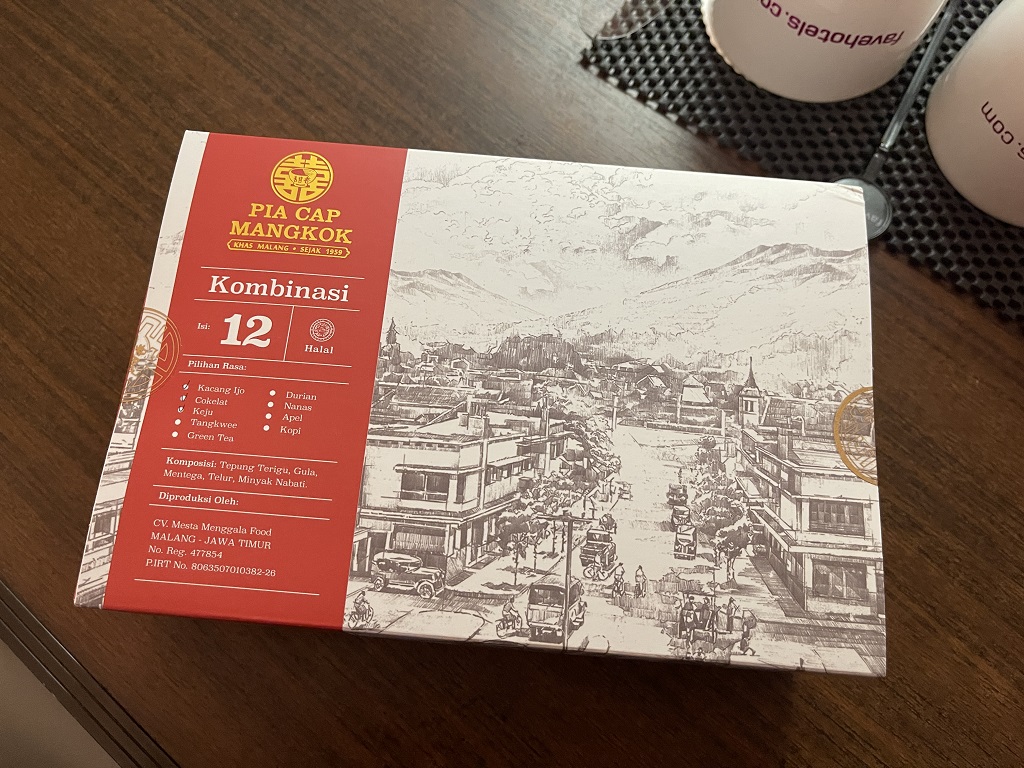 PIA CAP
MANGKOK
KHAS MALANG • SEJAK 1959
Kombinasi
Isi: 12
Halal
Pilihan Rasa:
Kacang Ijo
Cokelat
Keju
Tangkwee
Green Tea
Durian
Nanas
Apel
Kopi
Komposisi: Tepung Terigu, Gula,
Mentega, Telur, Minyak Nabati.
Diproduksi Oleh:
CV. Mesta Menggala Food
MALANG - JAWA TIMUR
No. Reg. 477854
P.IRT No. 8063507010382-26
favehotels.co
s.com